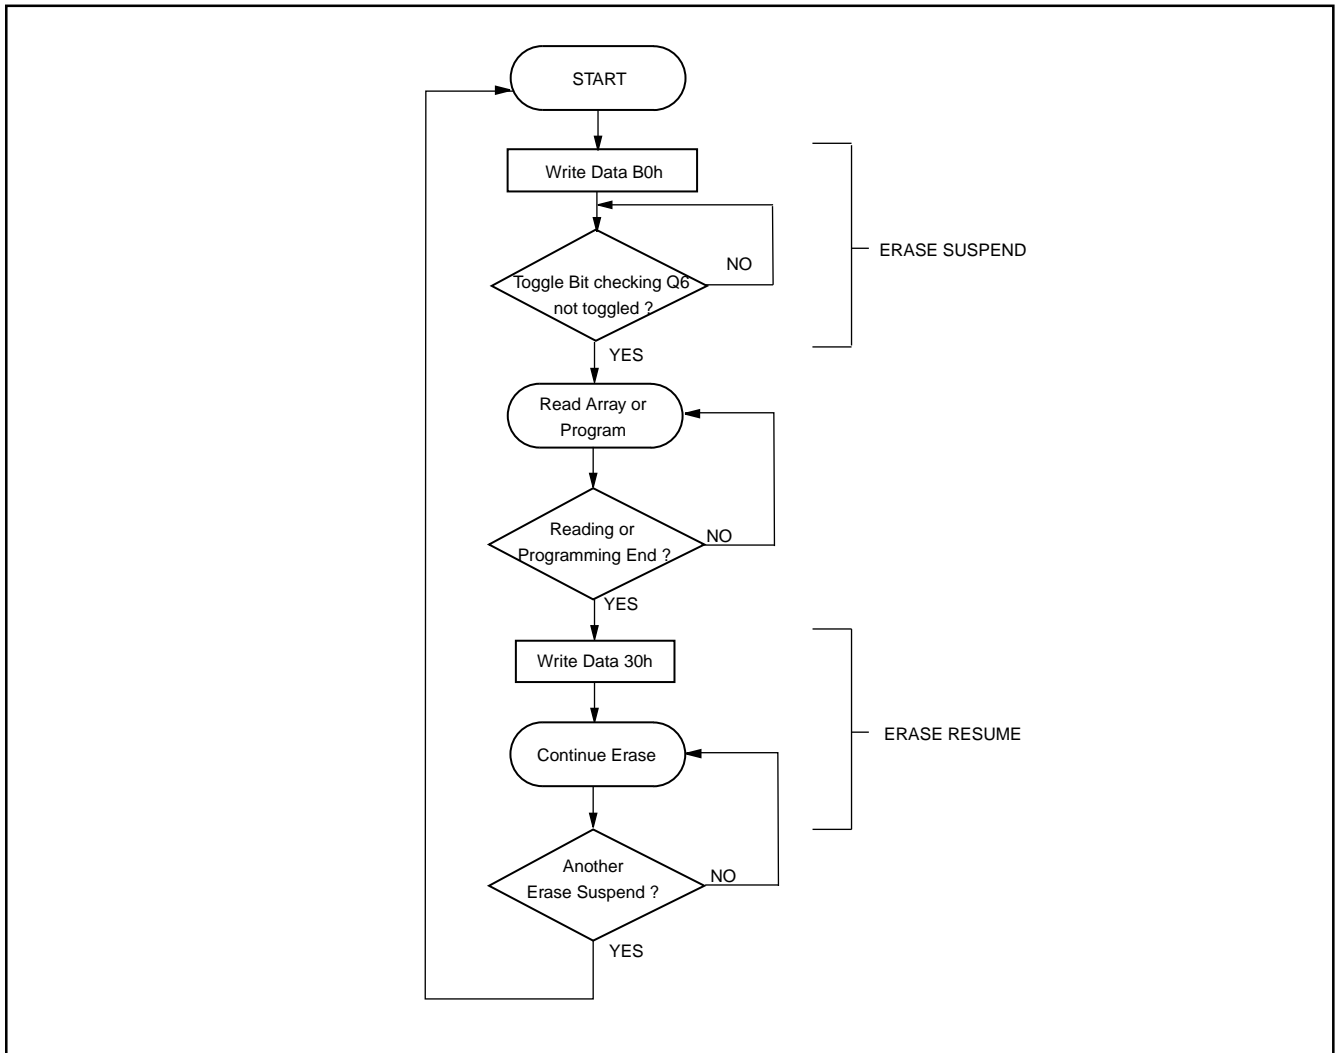 START
Write Data B0h
ERASE SUSPEND
NO
Toggle Bit checking Q6
not toggled ?
YES
Read Array or
Program
Reading or
Programming End ?
NO
YES
Write Data 30h
ERASE RESUME
Continue Erase
Another
Erase Suspend ?
NO
YES